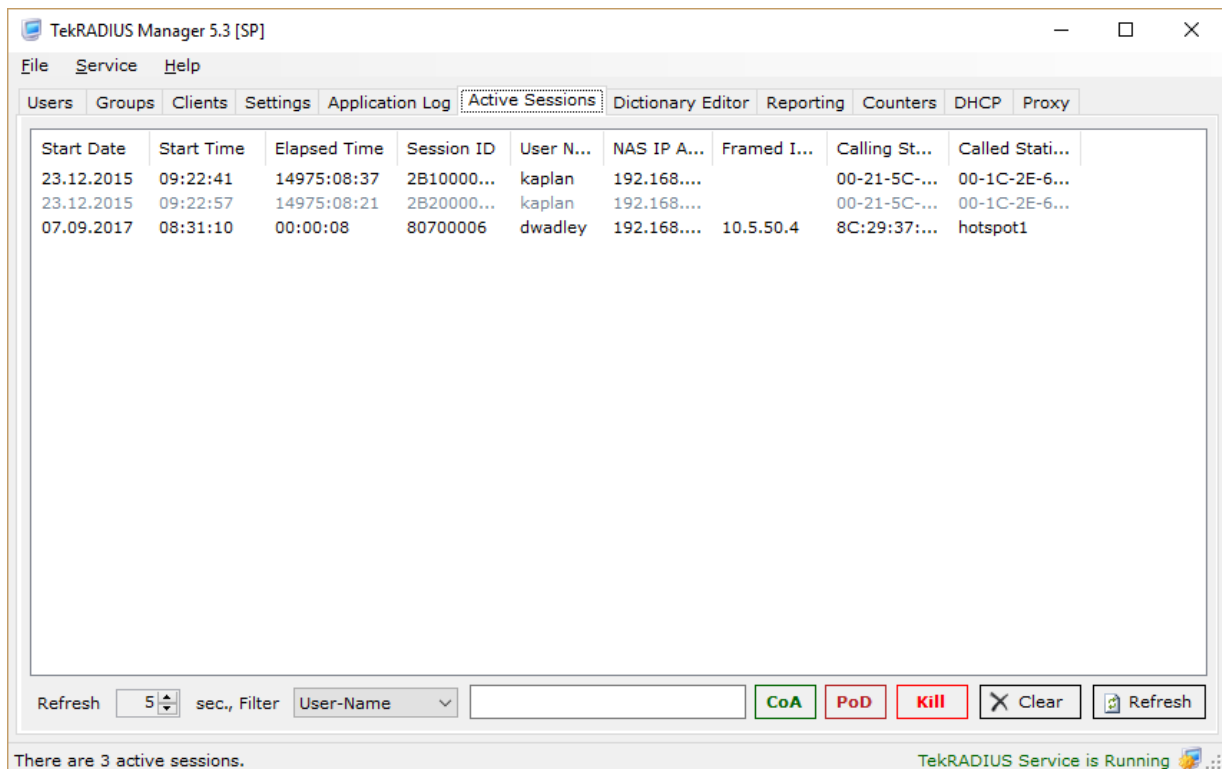 TekRADIUS Manager 5.3 [SP]
File Service Help
Users Groups Clients Settings Application Log Active Sessions Dictionary Editor Reporting Counters DHCP Proxy
Start Date Start Time Elapsed Time Session ID User N... NAS IP A... Framed I... Calling St... Called Stati...
23.12.2015 09:22:41 14975:08:37 2B10000... kaplan 192.168.... 00-21-5C-... 00-1C-2E-6...
23.12.2015 09:22:57 14975:08:21 2B20000... kaplan 192.168.... 00-21-5C-... 00-1C-2E-6...
07.09.2017 08:31:10 00:00:08 80700006 dwadley 192.168.... 10.5.50.4 8C:29:37:... hotspot1
Refresh 5 sec., Filter User-Name CoA PoD Kill Clear Refresh
There are 3 active sessions. TekRADIUS Service is Running